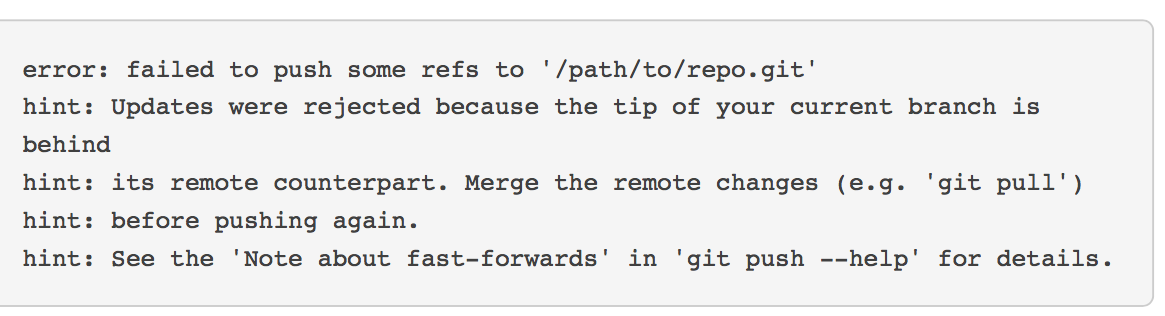 error: failed to push some refs to '/path/to/repo.git'
hint: Updates were rejected because the tip of your current branch is
behind
hint: its remote counterpart. Merge the remote changes (e.g. 'git pull')
hint: before pushing again.
hint: See the 'Note about fast-forwards' in 'git push --help' for details.